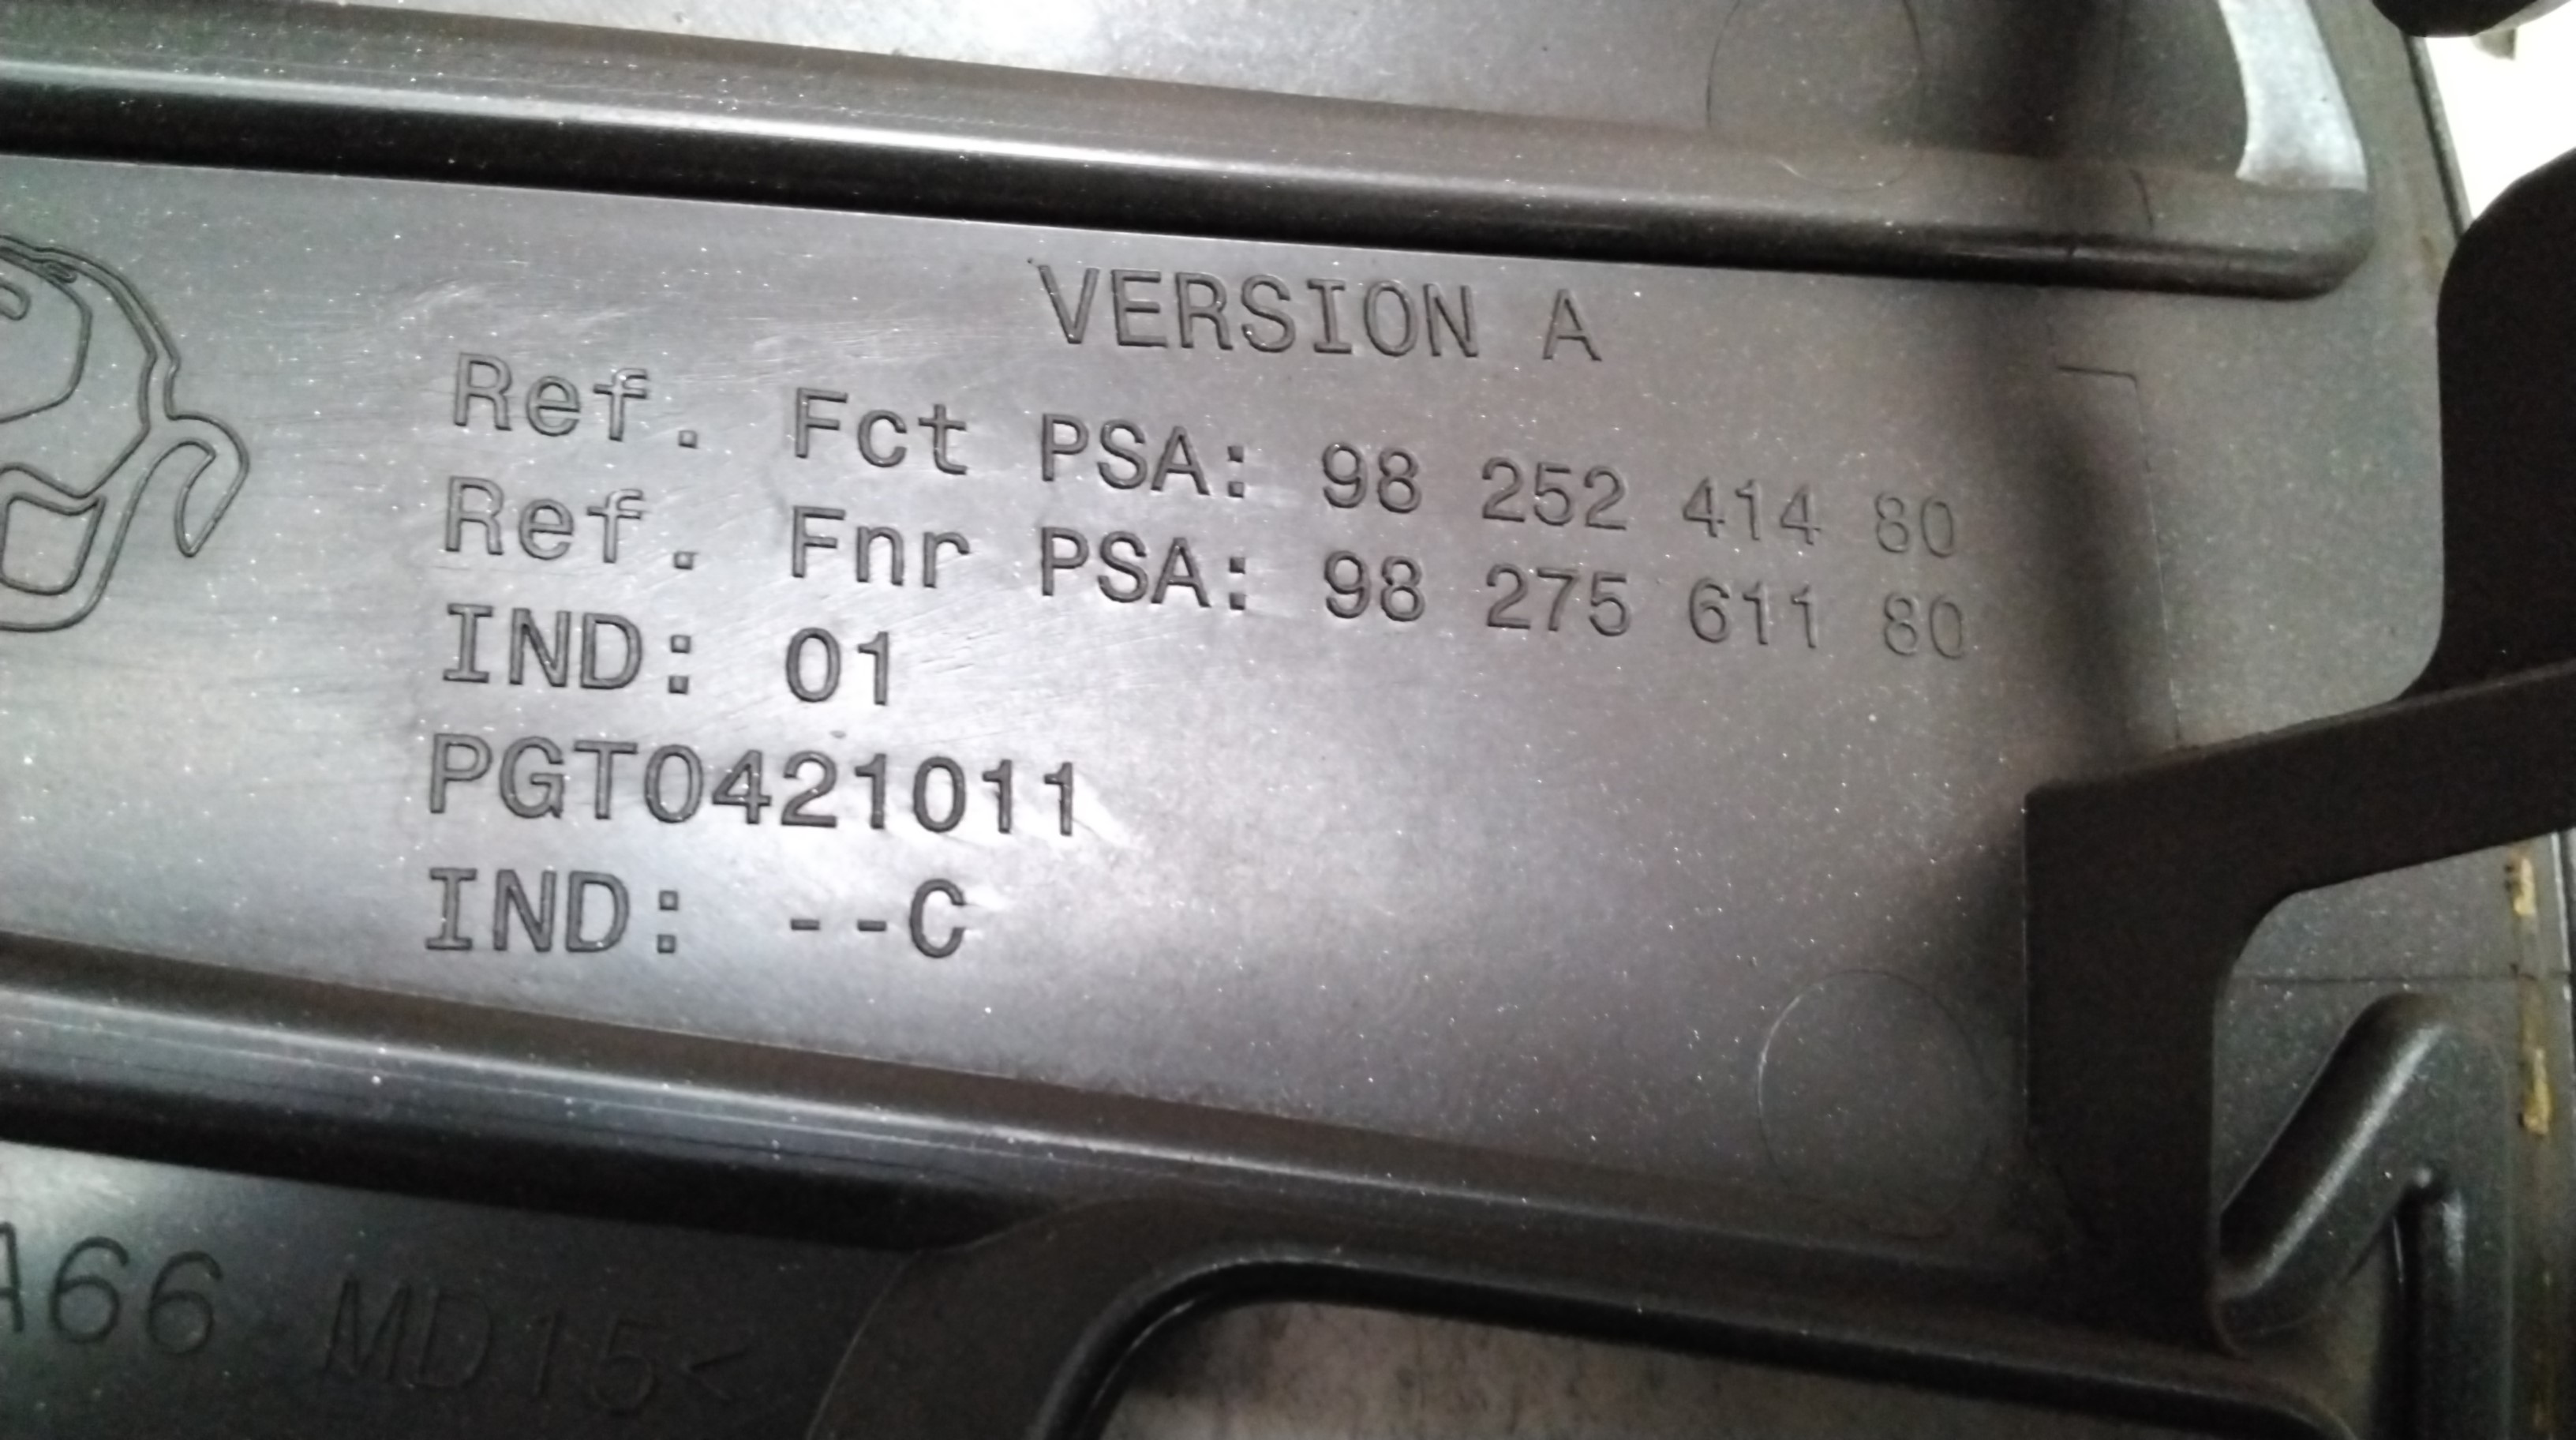 VERSION A
Ref. Fct PSA: 98 252 414 80
Ref. Fnr PSA: 98 275 611 80
IND: 01
PGT0421011
IND: --C
A66 MD15<